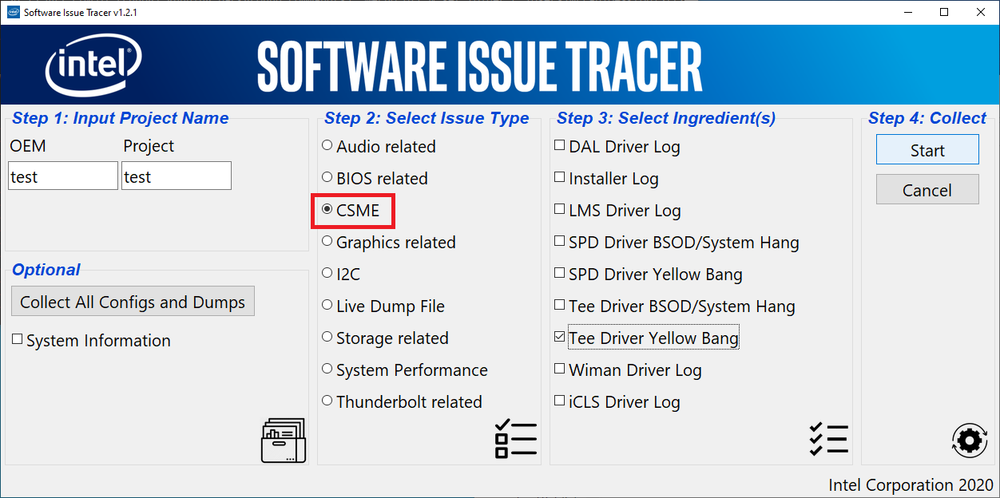 Software Issue Tracer v1.2.1
intel
SOFTWARE ISSUE TRACER
Step 1: Input Project Name
OEM Project
test test
Optional
Collect All Configs and Dumps
System Information
Step 2: Select Issue Type
Audio related
BIOS related
CSME
Graphics related
I2C
Live Dump File
Storage related
System Performance
Thunderbolt related
Step 3: Select Ingredient(s)
DAL Driver Log
Installer Log
LMS Driver Log
SPD Driver BSOD/System Hang
SPD Driver Yellow Bang
Tee Driver BSOD/System Hang
Tee Driver Yellow Bang
Wiman Driver Log
iCLS Driver Log
Step 4: Collect
Start
Cancel
Intel Corporation 2020